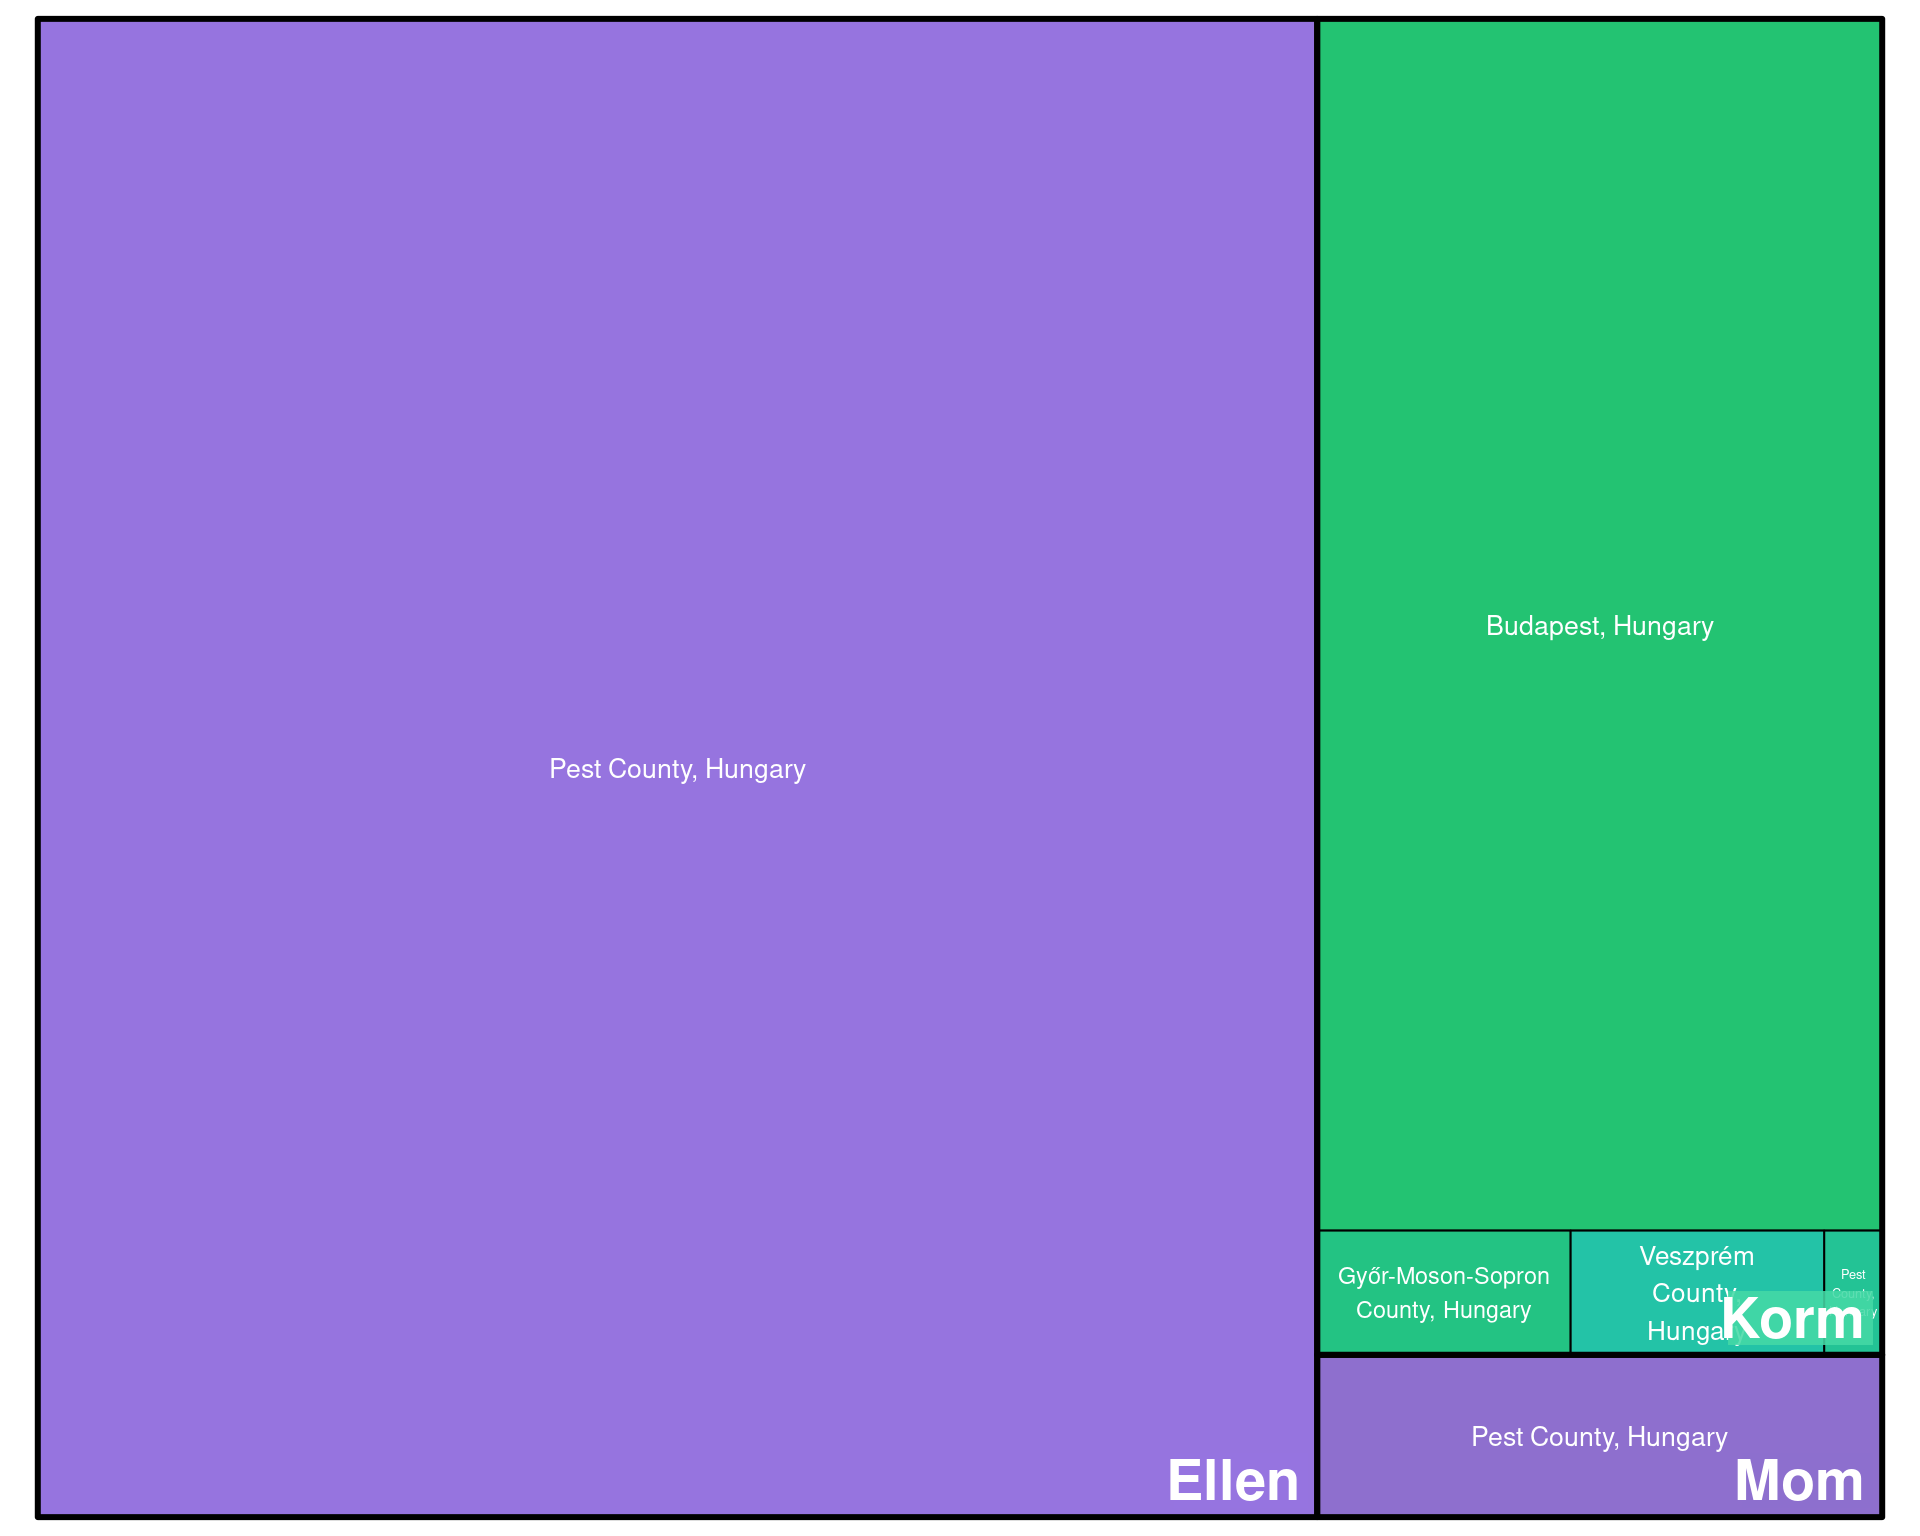 Pest County, Hungary
Ellen
Budapest, Hungary
Győr-Moson-Sopron
County, Hungary
Veszprém
County,
Hungary
Pest
County,
Korm
Pest County, Hungary
Mom